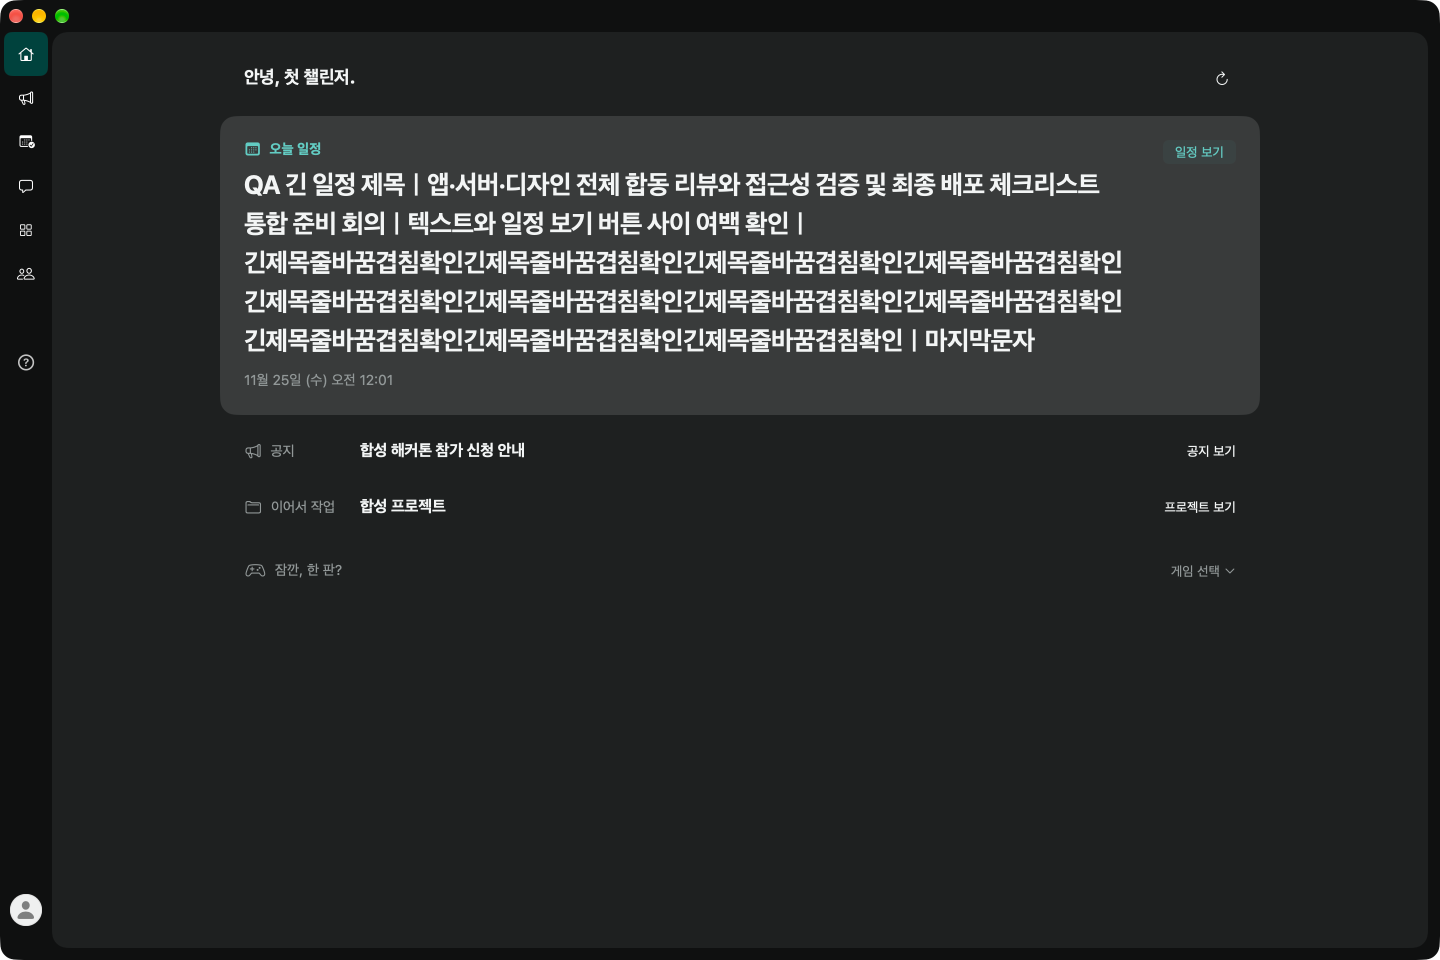 안녕, 첫 챌린저.
오늘 일정
일정 보기
QA 긴 일정 제목 | 앱·서버·디자인 전체 합동 리뷰와 접근성 검증 및 최종 배포 체크리스트
통합 준비 회의 | 텍스트와 일정 보기 버튼 사이 여백 확인 |
긴제목줄바꿈겹침확인긴제목줄바꿈겹침확인긴제목줄바꿈겹침확인긴제목줄바꿈겹침확인
긴제목줄바꿈겹침확인긴제목줄바꿈겹침확인긴제목줄바꿈겹침확인긴제목줄바꿈겹침확인
긴제목줄바꿈겹침확인긴제목줄바꿈겹침확인긴제목줄바꿈겹침확인 | 마지막문자
11월 25일 (수) 오전 12:01
공지 합성 해커톤 참가 신청 안내 공지 보기
이어서 작업 합성 프로젝트 프로젝트 보기
잠깐, 한 판? 게임 선택